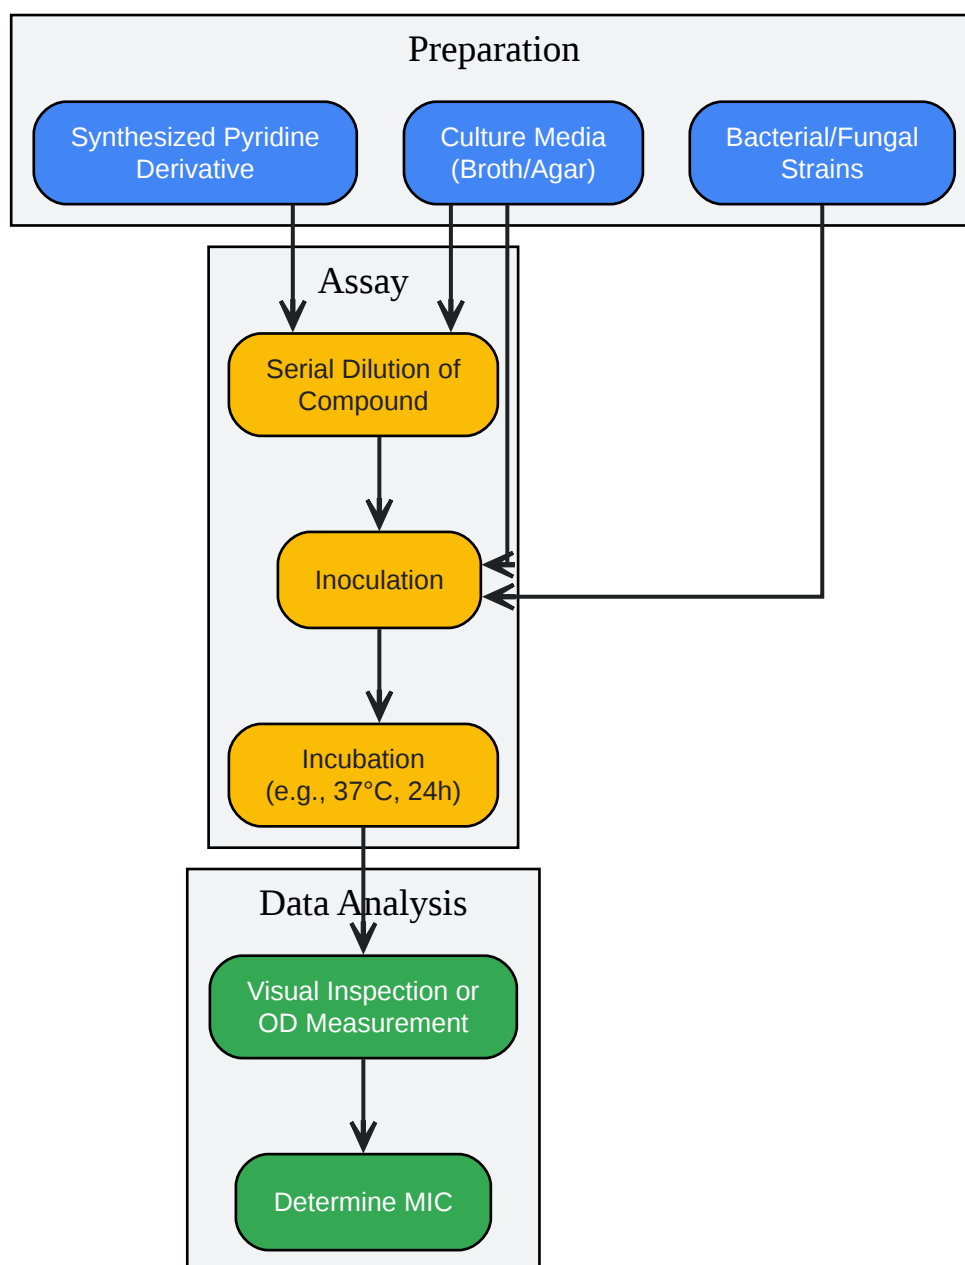 Preparation
Synthesized Pyridine
Derivative
Culture Media
(Broth/Agar)
Bacterial/Fungal
Strains
Assay
Serial Dilution of
Compound
Inoculation
Incubation
(e.g., 37°C, 24h)
Data Analysis
Visual Inspection or
OD Measurement
Determine MIC